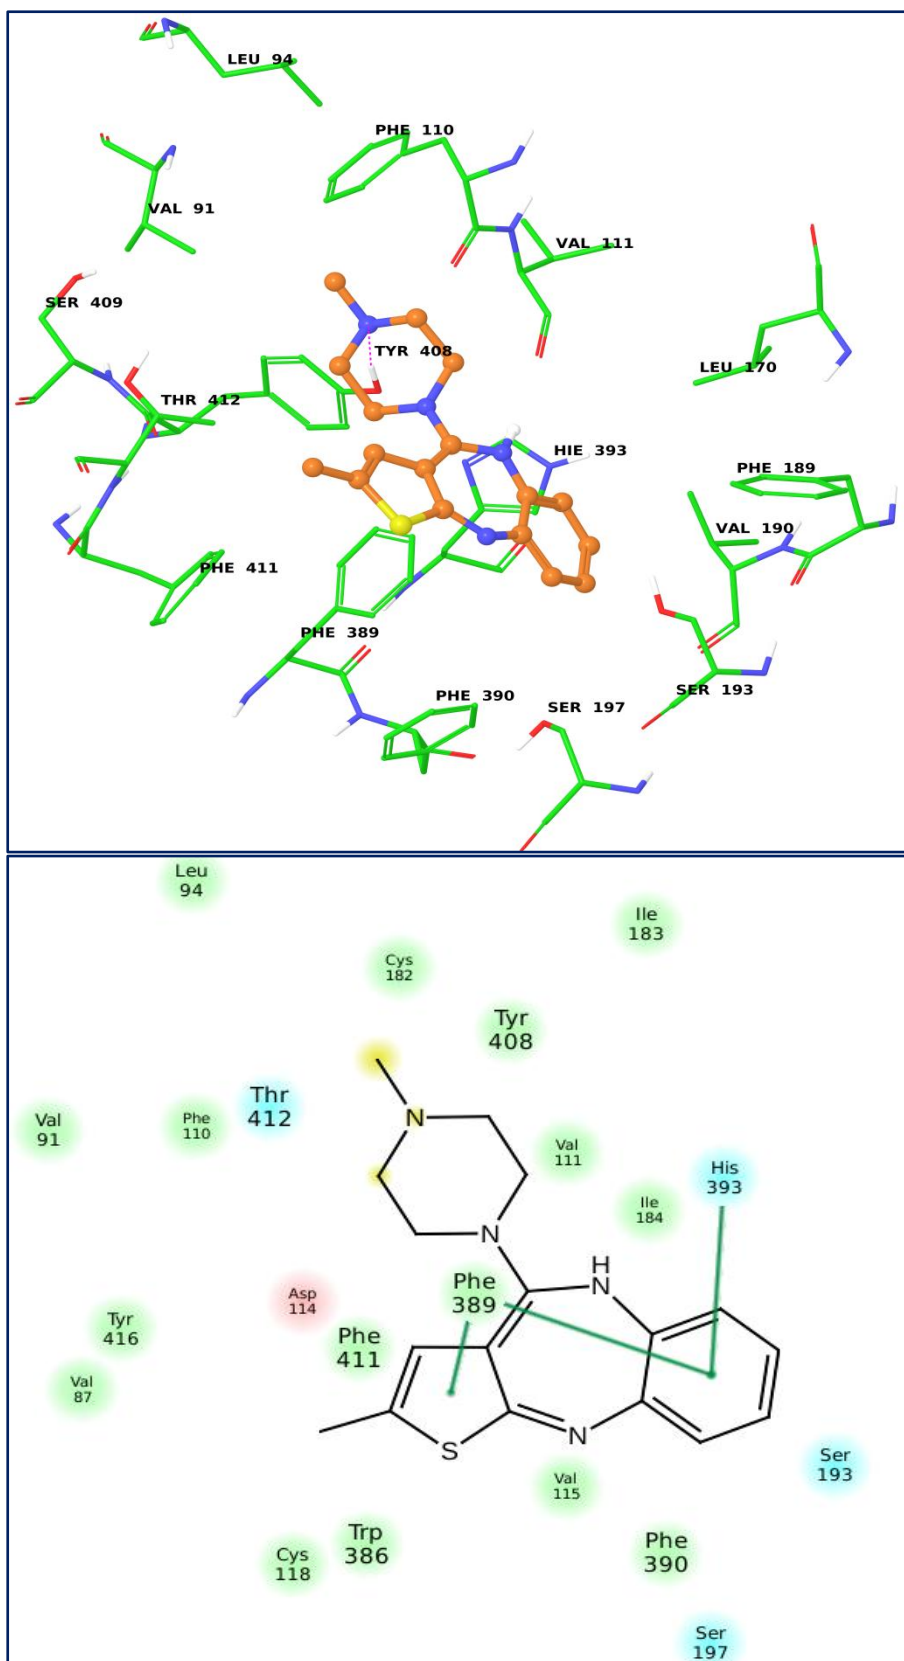 LEU 94
PHE 110
VAL 91
VAL 111
SER 409
TYR 408
LEU 170
THR 412
HIE 393
PHE 189
VAL 190
PHE 411
PHE 389
PHE 390
SER 197
SER 193
Leu
94
Ile
183
Cys
182
Tyr
408
Thr
412
Val
91
Phe
110
N
Val
111
His
393
Ile
184
N
H
N
Asp
114
Phe
389
Tyr
416
Phe
411
Val
87
N
S
Ser
193
Val
115
Trp
386
Cys
118
Phe
390
Ser
197